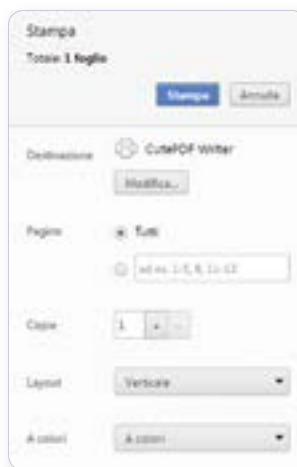 Stampa
Totale 1 foglio
Stampa Annulla
Destinazione CutePDF Writer
Modifica...
Pagine Tutti
ad es. 1-5, 8, 11-13
Copie 1 + -
Layout Verticale
A colori A colori